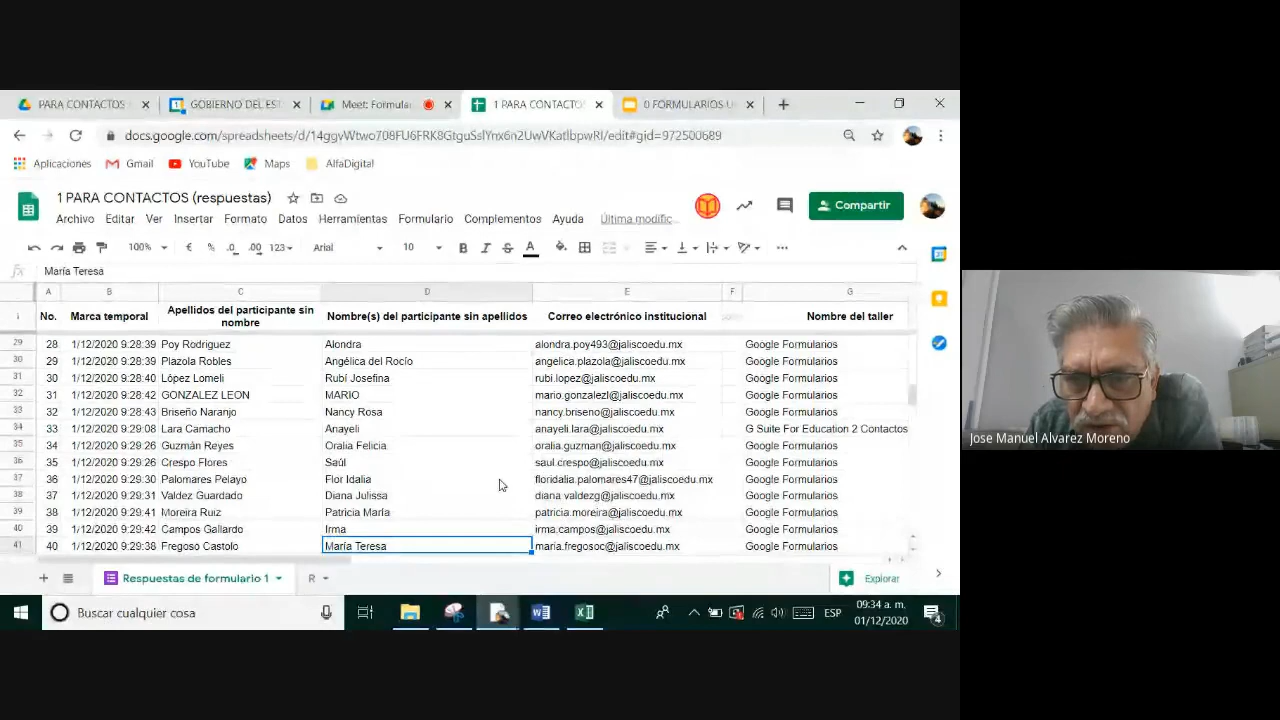 PARA CONTACTOS
GOBIERNO DEL EST
Meet: Formula
1 PARA CONTACTO
0 FORMULARIOS U
docs.google.com/spreadsheets/d/
/edit#gid=972500689
Aplicaciones Gmail YouTube Maps AlfaDigital
1 PARA CONTACTOS (respuestas)
Compartir
Archivo Editar Ver Insertar Formato Datos Herramientas Formulario Complementos Ayuda Última modific...
100% € % .0 .00 123 Arial 10 B I S A
fx María Teresa
A B C D E F G
1 No. Marca temporal Apellidos del participante sin nombre Nombre(s) del participante sin apellidos Correo electrónico institucional Nombre del taller
29 28 1/12/2020 9:28:39 Poy Rodriguez Alondra alondra.poy493@jaliscoedu.mx Google Formularios
30 29 1/12/2020 9:28:39 Plazola Robles Angélica del Rocío angelica.plazola@jaliscoedu.mx Google Formularios
31 30 1/12/2020 9:28:40 López Lomeli Rubí Josefina rubi.lopez@jaliscoedu.mx Google Formularios
32 31 1/12/2020 9:28:42 GONZALEZ LEON MARIO mario.gonzalezl@jaliscoedu.mx Google Formularios
33 32 1/12/2020 9:28:43 Briseño Naranjo Nancy Rosa nancy.briseno@jaliscoedu.mx Google Formularios
34 33 1/12/2020 9:29:08 Lara Camacho Anayeli anayeli.lara@jaliscoedu.mx G Suite For Education 2 Contactos
35 34 1/12/2020 9:29:26 Guzmán Reyes Oralia Felicia oralia.guzman@jaliscoedu.mx Google Formularios
36 35 1/12/2020 9:29:26 Crespo Flores Saúl saul.crespo@jaliscoedu.mx Google Formularios
37 36 1/12/2020 9:29:30 Palomares Pelayo Flor Idalia floridalia.palomares47@jaliscoedu.mx Google Formularios
38 37 1/12/2020 9:29:31 Valdez Guardado Diana Julissa diana.valdezg@jaliscoedu.mx Google Formularios
39 38 1/12/2020 9:29:41 Moreira Ruiz Patricia María patricia.moreira@jaliscoedu.mx Google Formularios
40 39 1/12/2020 9:29:42 Campos Gallardo Irma irma.campos@jaliscoedu.mx Google Formularios
41 40 1/12/2020 9:29:38 Fregoso Castolo María Teresa maria.fregosoc@jaliscoedu.mx Google Formularios
Respuestas de formulario 1 R Explorar
Buscar cualquier cosa
ESP
09:34 a. m.
01/12/2020
4
Jose Manuel Alvarez Moreno